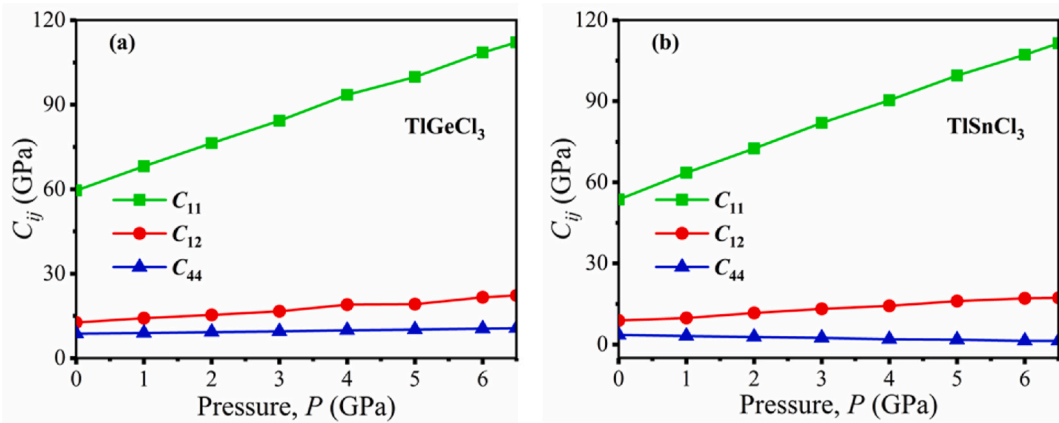 (a)
TlGeCl₃
C₁₁
C₁₂
C₄₄
Cᵢⱼ (GPa)
120
90
60
30
0
0 1 2 3 4 5 6
Pressure, P (GPa)
(b)
TlSnCl₃
C₁₁
C₁₂
C₄₄
Cᵢⱼ (GPa)
120
90
60
30
0
0 1 2 3 4 5 6
Pressure, P (GPa)